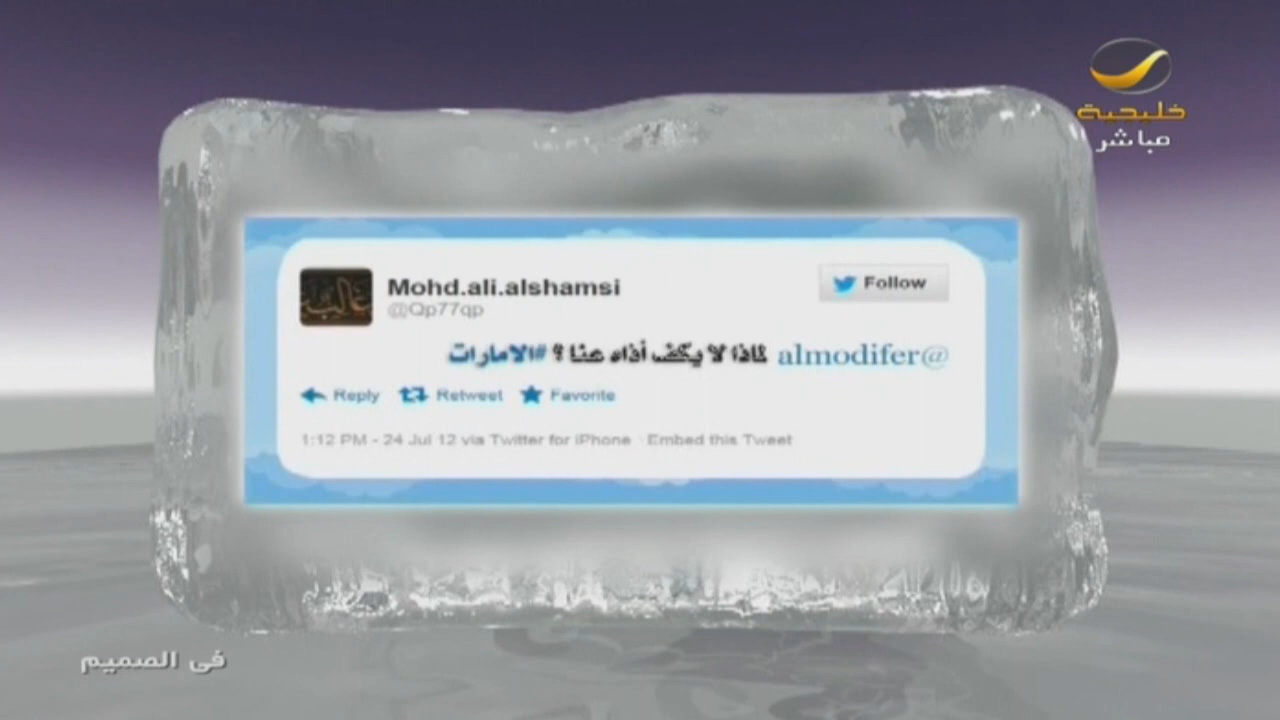 خليجية
مباشر
Mohd.ali.alshamsi
Follow
@Qp77qp
@almodifer لماذا لا يكف أذاه عنا ؟ #الامارات
Reply Retweet Favorite
1:12 PM - 24 Jul 12 via Twitter for iPhone · Embed this Tweet
في الصميم